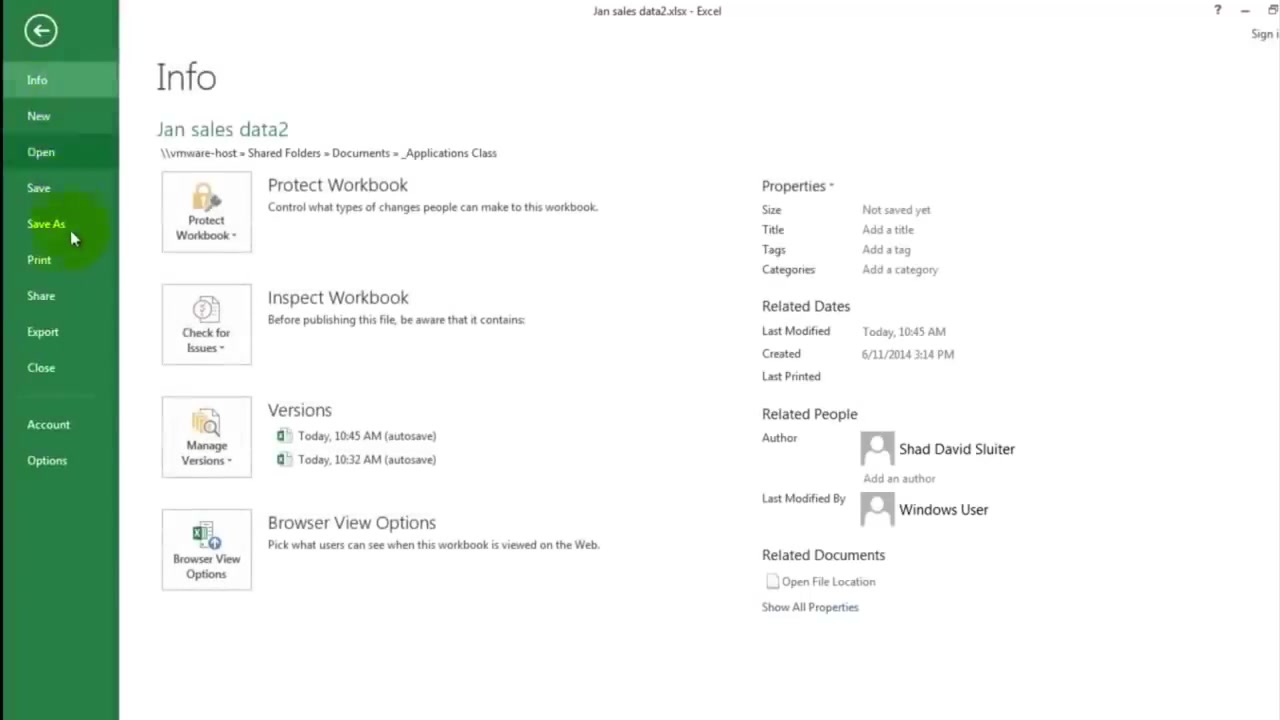 Jan sales data2.xlsx - Excel
?
Info
New
Open
Save
Save As
Print
Share
Export
Close
Account
Options
Info
Jan sales data2
\\vmware-host » Shared Folders » Documents » _Applications Class
Protect
Workbook
Protect Workbook
Control what types of changes people can make to this workbook.
Check for
Issues
Inspect Workbook
Before publishing this file, be aware that it contains:
Manage
Versions
Versions
Today, 10:45 AM (autosave)
Today, 10:32 AM (autosave)
Browser View
Options
Browser View Options
Pick what users can see when this workbook is viewed on the Web.
Sign i
Properties
Size Not saved yet
Title Add a title
Tags Add a tag
Categories Add a category
Related Dates
Last Modified Today, 10:45 AM
Created 6/11/2014 3:14 PM
Last Printed
Related People
Author Shad David Sluiter
Add an author
Last Modified By Windows User
Related Documents
Open File Location
Show All Properties